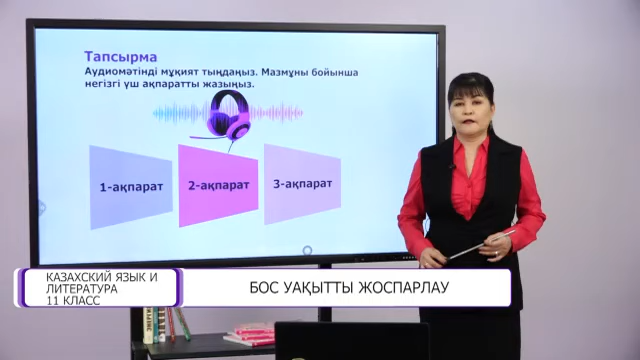 Тапсырма
Аудиомәтінді мұқият тыңдаңыз. Мазмұны бойынша
негізгі үш ақпаратты жазыңыз.
1-ақпарат
2-ақпарат
3-ақпарат
КАЗАХСКИЙ ЯЗЫК И
ЛИТЕРАТУРА
11 КЛАСС
БОС УАҚЫТТЫ ЖОСПАРЛАУ